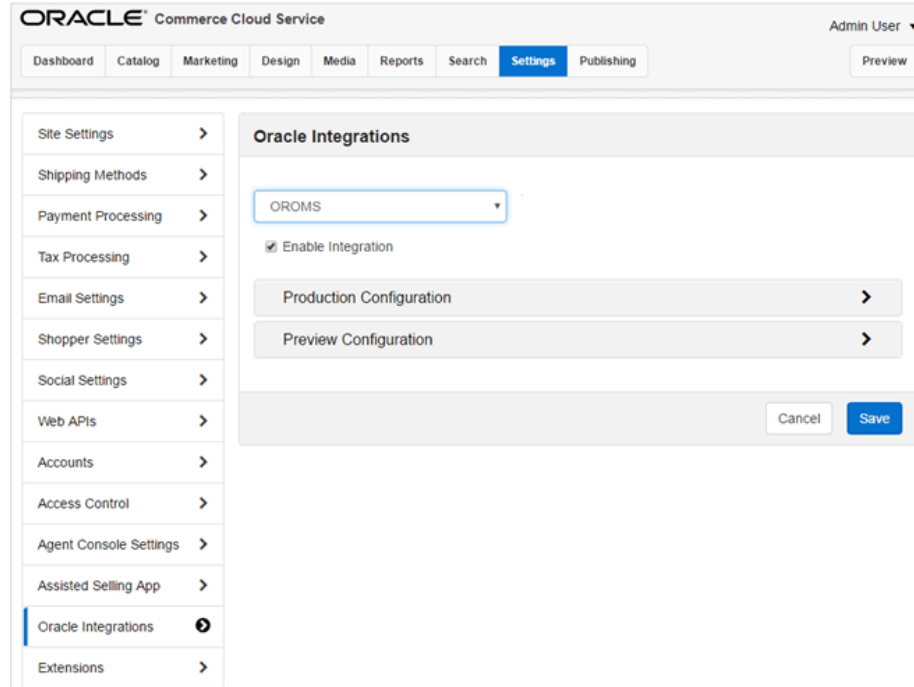 ORACLE® Commerce Cloud Service
Admin User
Dashboard Catalog Marketing Design Media Reports Search Settings Publishing Preview
Site Settings
Shipping Methods
Payment Processing
Tax Processing
Email Settings
Shopper Settings
Social Settings
Web APIs
Accounts
Access Control
Agent Console Settings
Assisted Selling App
Oracle Integrations
Extensions
Oracle Integrations
OROMS
Enable Integration
Production Configuration
Preview Configuration
Cancel Save